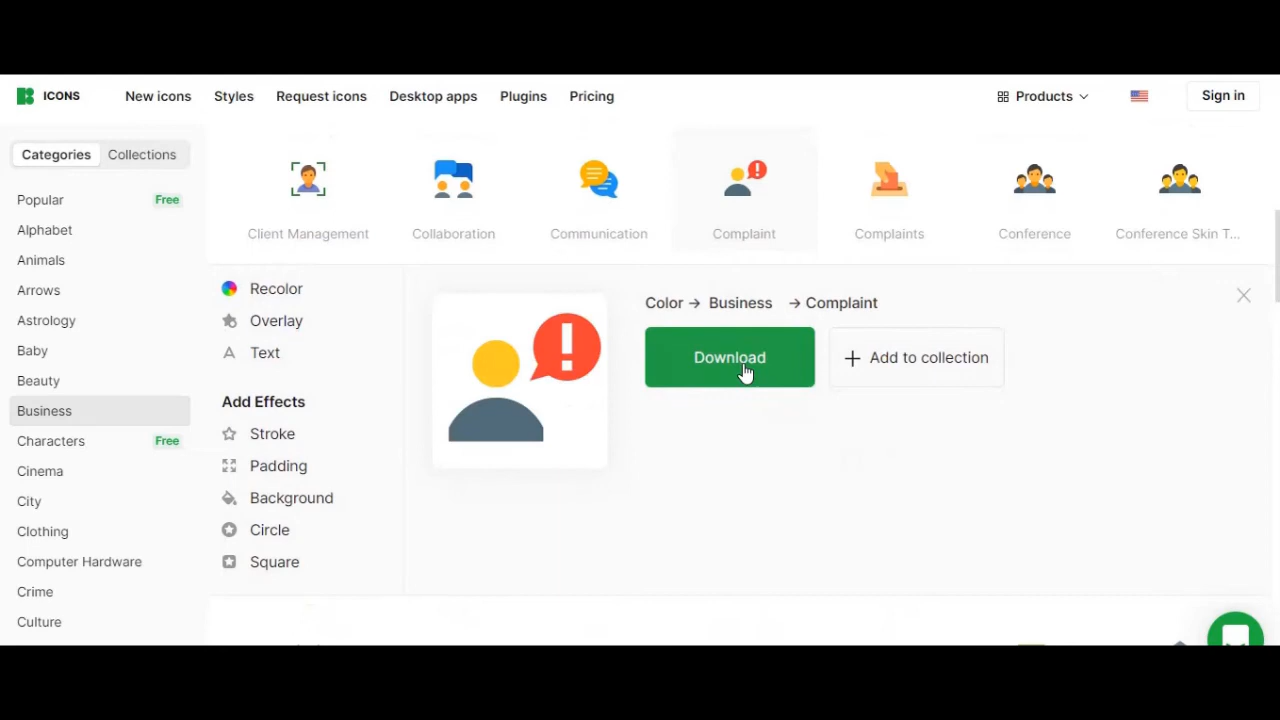 ICONS New icons Styles Request icons Desktop apps Plugins Pricing Products Sign in
Categories Collections
Popular Free
Alphabet
Animals
Arrows
Astrology
Baby
Beauty
Business
Characters Free
Cinema
City
Clothing
Computer Hardware
Crime
Culture
Client Management Collaboration Communication Complaint Complaints Conference Conference Skin T...
Recolor
Overlay
Text
Add Effects
Stroke
Padding
Background
Circle
Square
Color → Business → Complaint
Download + Add to collection